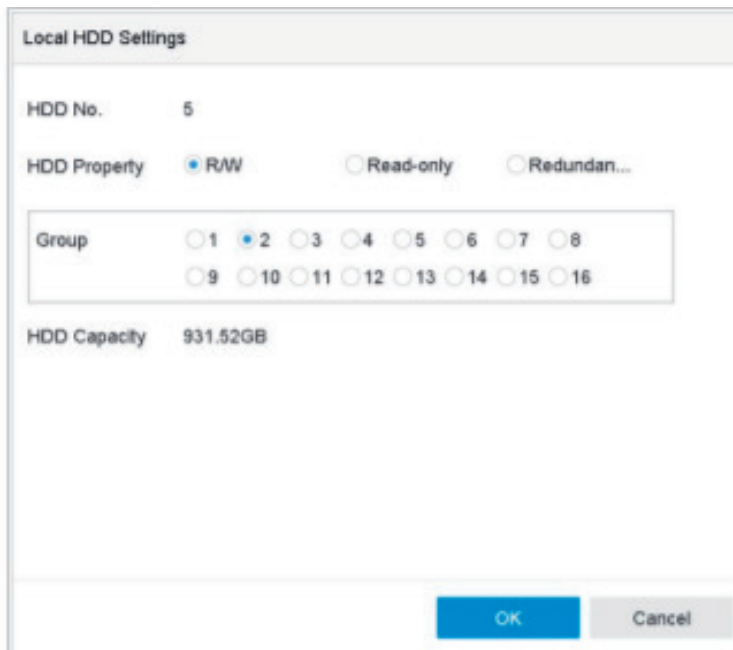 Local HDD Settings
HDD No. 5
HDD Property R/W Read-only Redundan...
Group 1 2 3 4 5 6 7 8
9 10 11 12 13 14 15 16
HDD Capacity 931.52GB
OK Cancel